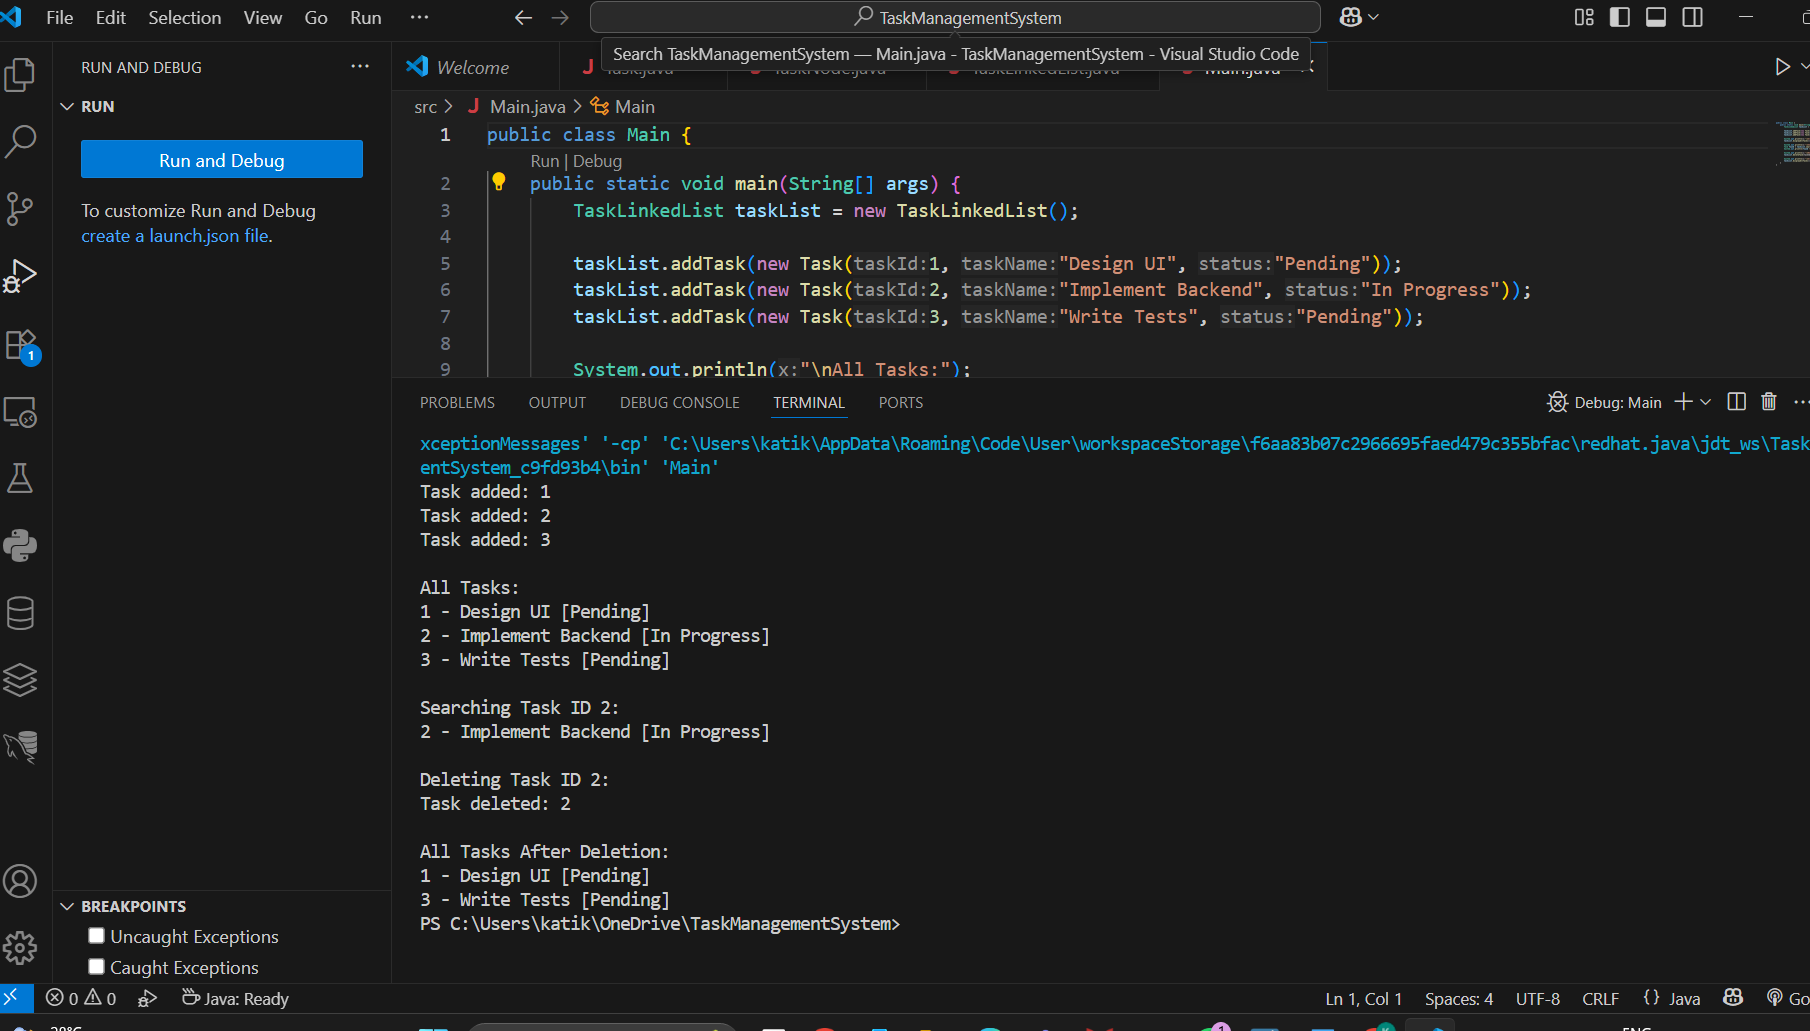 File Edit Selection View Go Run ···
TaskManagementSystem
Search TaskManagementSystem — Main.java - TaskManagementSystem - Visual Studio Code
RUN AND DEBUG ···
Welcome
Task.java
TaskNode.java
TaskLinkedList.java
Main.java
RUN
Run and Debug
To customize Run and Debug
create a launch.json file.
src > J Main.java > Main
1 public class Main {
Run | Debug
2 public static void main(String[] args) {
3 TaskLinkedList taskList = new TaskLinkedList();
4
5 taskList.addTask(new Task(taskId:1, taskName:"Design UI", status:"Pending"));
6 taskList.addTask(new Task(taskId:2, taskName:"Implement Backend", status:"In Progress"));
7 taskList.addTask(new Task(taskId:3, taskName:"Write Tests", status:"Pending"));
8
9 System.out.println(x:"\nAll Tasks:");
PROBLEMS OUTPUT DEBUG CONSOLE TERMINAL PORTS
Debug: Main
xceptionMessages' '-cp' 'C:\Users\katik\AppData\Roaming\Code\User\workspaceStorage\f6aa83b07c2966695faed479c355bfac\redhat.java\jdt_ws\Task
entSystem_c9fd93b4\bin' 'Main'
Task added: 1
Task added: 2
Task added: 3
All Tasks:
1 - Design UI [Pending]
2 - Implement Backend [In Progress]
3 - Write Tests [Pending]
Searching Task ID 2:
2 - Implement Backend [In Progress]
Deleting Task ID 2:
Task deleted: 2
All Tasks After Deletion:
1 - Design UI [Pending]
3 - Write Tests [Pending]
PS C:\Users\katik\OneDrive\TaskManagementSystem>
1
BREAKPOINTS
Uncaught Exceptions
Caught Exceptions
0 0 Java: Ready
Ln 1, Col 1 Spaces: 4 UTF-8 CRLF {} Java Go
1